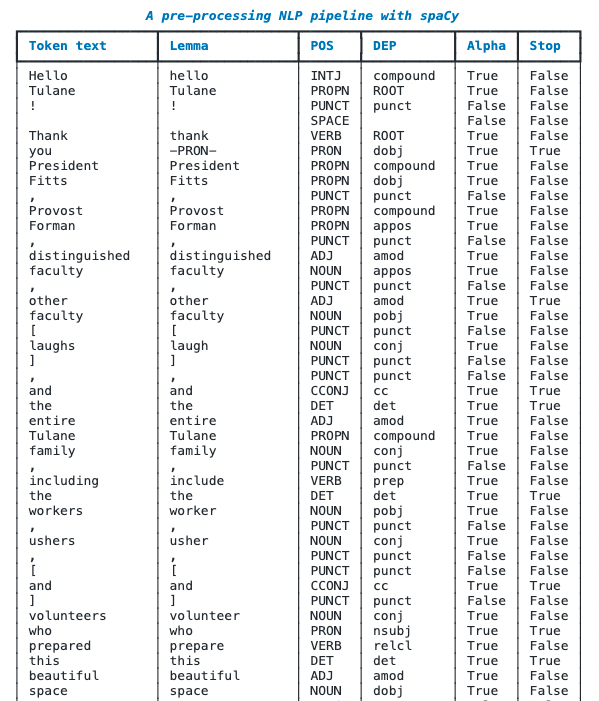 A pre-processing NLP pipeline with spaCy
Token text Lemma POS DEP Alpha Stop
Hello hello INTJ compound True False
Tulane Tulane PROPN ROOT True False
! ! PUNCT punct False False
SPACE False False
Thank thank VERB ROOT True False
you -PRON- PRON dobj True True
President President PROPN compound True False
Fitts Fitts PROPN dobj True False
, , PUNCT punct False False
Provost Provost PROPN compound True False
Forman Forman PROPN appos True False
, , PUNCT punct False False
distinguished distinguished ADJ amod True False
faculty faculty NOUN appos True False
, , PUNCT punct False False
other other ADJ amod True True
faculty faculty NOUN pobj True False
[ [ PUNCT punct False False
laughs laugh NOUN conj True False
] ] PUNCT punct False False
, , PUNCT punct False False
and and CCONJ cc True True
the the DET det True True
entire entire ADJ amod True False
Tulane Tulane PROPN compound True False
family family NOUN conj True False
, , PUNCT punct False False
including include VERB prep True False
the the DET det True True
workers worker NOUN pobj True False
, , PUNCT punct False False
ushers usher NOUN conj True False
, , PUNCT punct False False
[ [ PUNCT punct False False
and and CCONJ cc True True
] ] PUNCT punct False False
volunteers volunteer NOUN conj True False
who who PRON nsubj True True
prepared prepare VERB relcl True False
this this DET det True True
beautiful beautiful ADJ amod True False
space space NOUN dobj True False